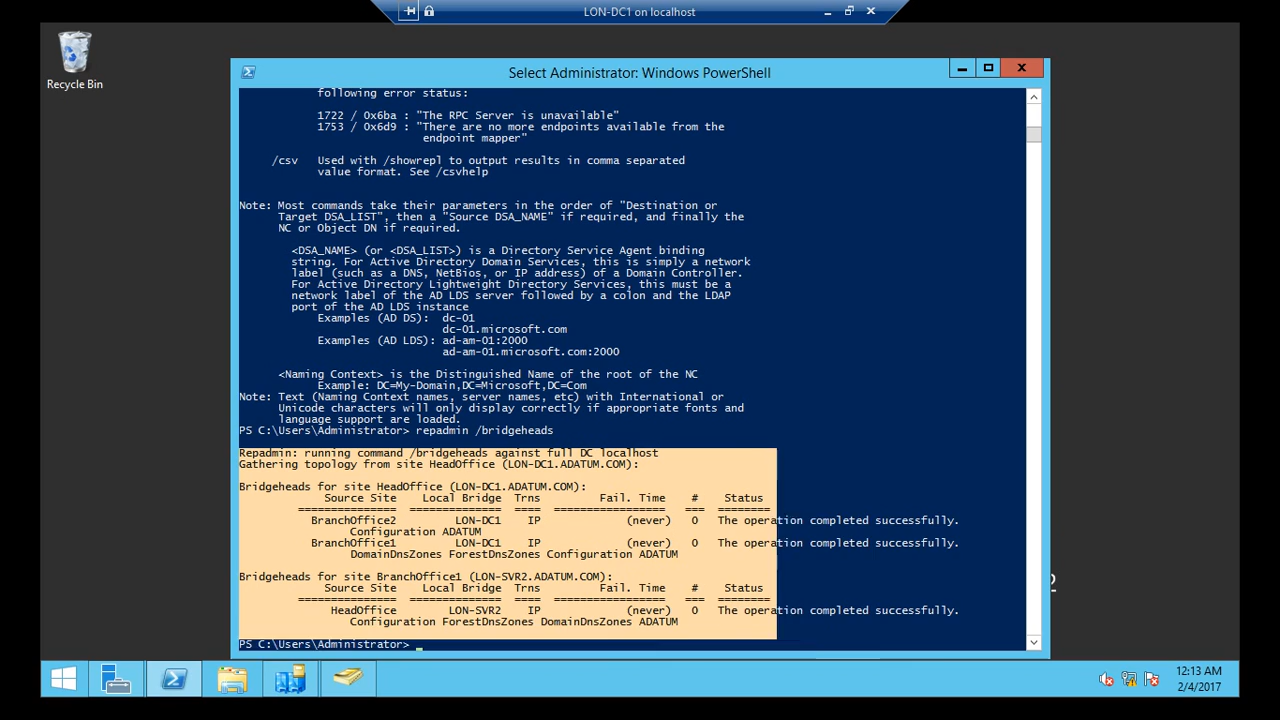 LON-DC1 on localhost
Recycle Bin
Select Administrator: Windows PowerShell
following error status:
1722 / 0x6ba : "The RPC Server is unavailable"
1753 / 0x6d9 : "There are no more endpoints available from the
endpoint mapper"
/csv Used with /showrepl to output results in comma separated
value format. See /csvhelp
Note: Most commands take their parameters in the order of "Destination or
Target DSA_LIST", then a "Source DSA_NAME" if required, and finally the
NC or Object DN if required.
<DSA_NAME> (or <DSA_LIST>) is a Directory Service Agent binding
string. For Active Directory Domain Services, this is simply a network
label (such as a DNS, NetBios, or IP address) of a Domain Controller.
For Active Directory Lightweight Directory Services, this must be a
network label of the AD LDS server followed by a colon and the LDAP
port of the AD LDS instance
Examples (AD DS): dc-01
dc-01.microsoft.com
Examples (AD LDS): ad-am-01:2000
ad-am-01.microsoft.com:2000
<Naming Context> is the Distinguished Name of the root of the NC
Example: DC=My-Domain,DC=Microsoft,DC=Com
Note: Text (Naming Context names, server names, etc) with International or
Unicode characters will only display correctly if appropriate fonts and
language support are loaded.
PS C:\Users\Administrator> repadmin /bridgeheads
Repadmin: running command /bridgeheads against full DC localhost
Gathering topology from site HeadOffice (LON-DC1.ADATUM.COM):
Bridgeheads for site HeadOffice (LON-DC1.ADATUM.COM):
Source Site Local Bridge Trns Fail. Time # Status
=============== ============== ==== ================= === ========
BranchOffice2 LON-DC1 IP (never) 0 The operation completed successfully.
Configuration ADATUM
BranchOffice1 LON-DC1 IP (never) 0 The operation completed successfully.
DomainDnsZones ForestDnsZones Configuration ADATUM
Bridgeheads for site BranchOffice1 (LON-SVR2.ADATUM.COM):
Source Site Local Bridge Trns Fail. Time # Status
=============== ============== ==== ================= === ========
HeadOffice LON-SVR2 IP (never) 0 The operation completed successfully.
Configuration ForestDnsZones DomainDnsZones ADATUM
PS C:\Users\Administrator>
2
12:13 AM
2/4/2017